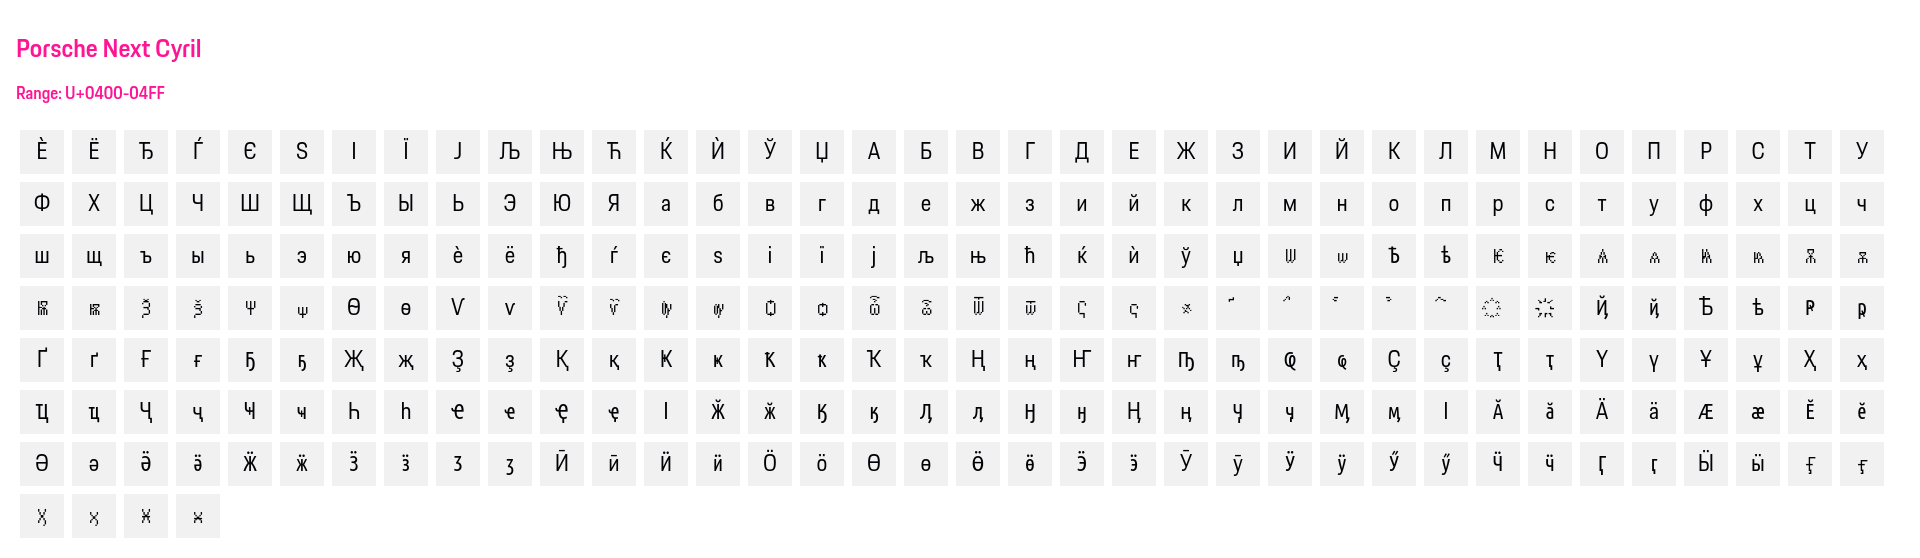 Porsche Next Cyril
Range: U+0400-04FF
Ѐ Ё Ђ Ѓ Є Ѕ І Ї Ј Љ Њ Ћ Ќ Ѝ Ў Џ А Б В Г Д Е Ж З И Й К Л М Н О П Р С Т У
Ф Х Ц Ч Ш Щ Ъ Ы Ь Э Ю Я а б в г д е ж з и й к л м н о п р с т у ф х ц ч
ш щ ъ ы ь э ю я ѐ ё ђ ѓ є ѕ і ї ј љ њ ћ ќ ѝ ў џ Ѡ ѡ Ѣ ѣ Ѥ ѥ Ѧ ѧ Ѩ ѩ Ѫ ѫ
Ѭ ѭ Ѯ ѯ Ѱ ѱ Ѳ ѳ Ѵ ѵ Ѷ ѷ Ѹ ѹ Ѻ ѻ Ѽ ѽ Ѿ ѿ Ҁ ҁ ҂ ҃ ҄ ҅ ҆ ҇ ҈ ҉ Ҋ ҋ Ҍ ҍ Ҏ ҏ
Ґ ґ Ғ ғ Ҕ ҕ Җ җ Ҙ ҙ Қ қ Ҝ ҝ Ҟ ҟ Ҡ ҡ Ң ң Ҥ ҥ Ҧ ҧ Ҩ ҩ Ҫ ҫ Ҭ ҭ Ү ү Ұ ұ Ҳ ҳ
Ҵ ҵ Ҷ ҷ Ҹ ҹ Һ һ Ҽ ҽ Ҿ ҿ Ӏ Ӂ ӂ Ӄ ӄ Ӆ ӆ Ӈ ӈ Ӊ ӊ Ӌ ӌ Ӎ ӎ ӏ Ӑ ӑ Ӓ ӓ Ӕ ӕ Ӗ ӗ
Ә ә Ӛ ӛ Ӝ ӝ Ӟ ӟ Ӡ ӡ Ӣ ӣ Ӥ ӥ Ӧ ӧ Ө ө Ӫ ӫ Ӭ ӭ Ӯ ӯ Ӱ ӱ Ӳ ӳ Ӵ ӵ Ӷ ӷ Ӹ ӹ Ӻ ӻ
Ӽ ӽ Ӿ ӿ